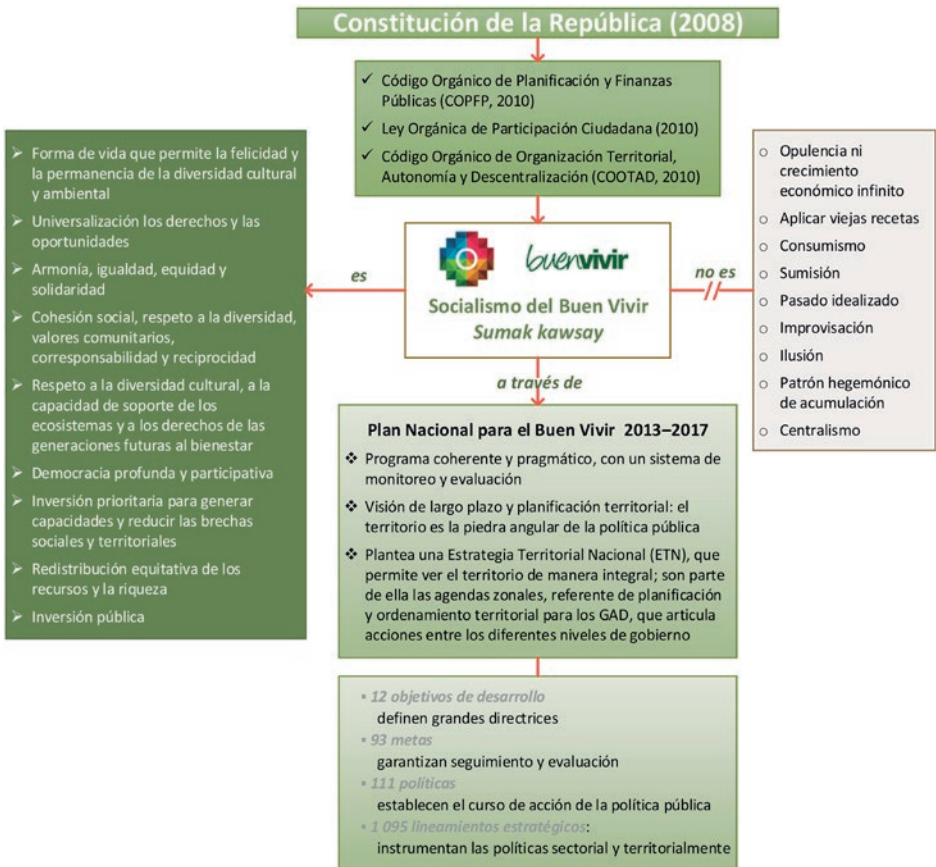 Constitución de la República (2008)
✓ Código Orgánico de Planificación y Finanzas
Públicas (COPFP, 2010)
✓ Ley Orgánica de Participación Ciudadana (2010)
✓ Código Orgánico de Organización Territorial,
Autonomía y Descentralización (COOTAD, 2010)
➢ Forma de vida que permite la felicidad y
la permanencia de la diversidad cultural
y ambiental
➢ Universalización los derechos y las
oportunidades
➢ Armonía, igualdad, equidad y
solidaridad
➢ Cohesión social, respeto a la diversidad,
valores comunitarios,
corresponsabilidad y reciprocidad
➢ Respeto a la diversidad cultural, a la
capacidad de soporte de los
ecosistemas y a los derechos de las
generaciones futuras al bienestar
➢ Democracia profunda y participativa
➢ Inversión prioritaria para generar
capacidades y reducir las brechas
sociales y territoriales
➢ Redistribución equitativa de los
recursos y la riqueza
➢ Inversión pública
es
buenvivir
Socialismo del Buen Vivir
Sumak kawsay
no es
o Opulencia ni
crecimiento
económico infinito
o Aplicar viejas recetas
o Consumismo
o Sumisión
o Pasado idealizado
o Improvisación
o Ilusión
o Patrón hegemónico
de acumulación
o Centralismo
a través de
Plan Nacional para el Buen Vivir 2013–2017
❖ Programa coherente y pragmático, con un sistema de
monitoreo y evaluación
❖ Visión de largo plazo y planificación territorial: el
territorio es la piedra angular de la política pública
❖ Plantea una Estrategia Territorial Nacional (ETN), que
permite ver el territorio de manera integral; son parte
de ella las agendas zonales, referente de planificación
y ordenamiento territorial para los GAD, que articula
acciones entre los diferentes niveles de gobierno
▪ 12 objetivos de desarrollo
definen grandes directrices
▪ 93 metas
garantizan seguimiento y evaluación
▪ 111 políticas
establecen el curso de acción de la política pública
▪ 1 095 lineamientos estratégicos:
instrumentan las políticas sectorial y territorialmente